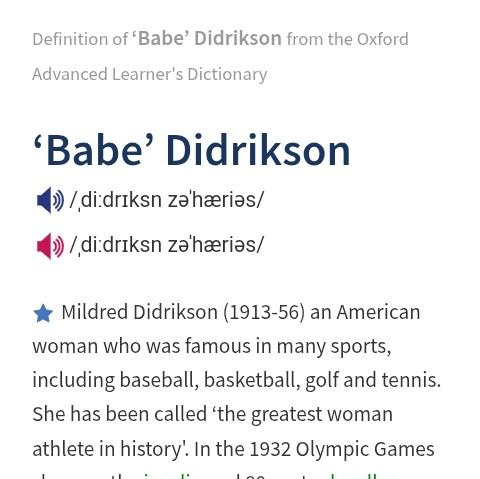 Definition of ‘Babe’ Didrikson from the Oxford
Advanced Learner's Dictionary
‘Babe’ Didrikson
/ˌdiːdrɪksn zəˈhæriəs/
/ˌdiːdrɪksn zəˈhæriəs/
Mildred Didrikson (1913-56) an American
woman who was famous in many sports,
including baseball, basketball, golf and tennis.
She has been called ‘the greatest woman
athlete in history'. In the 1932 Olympic Games